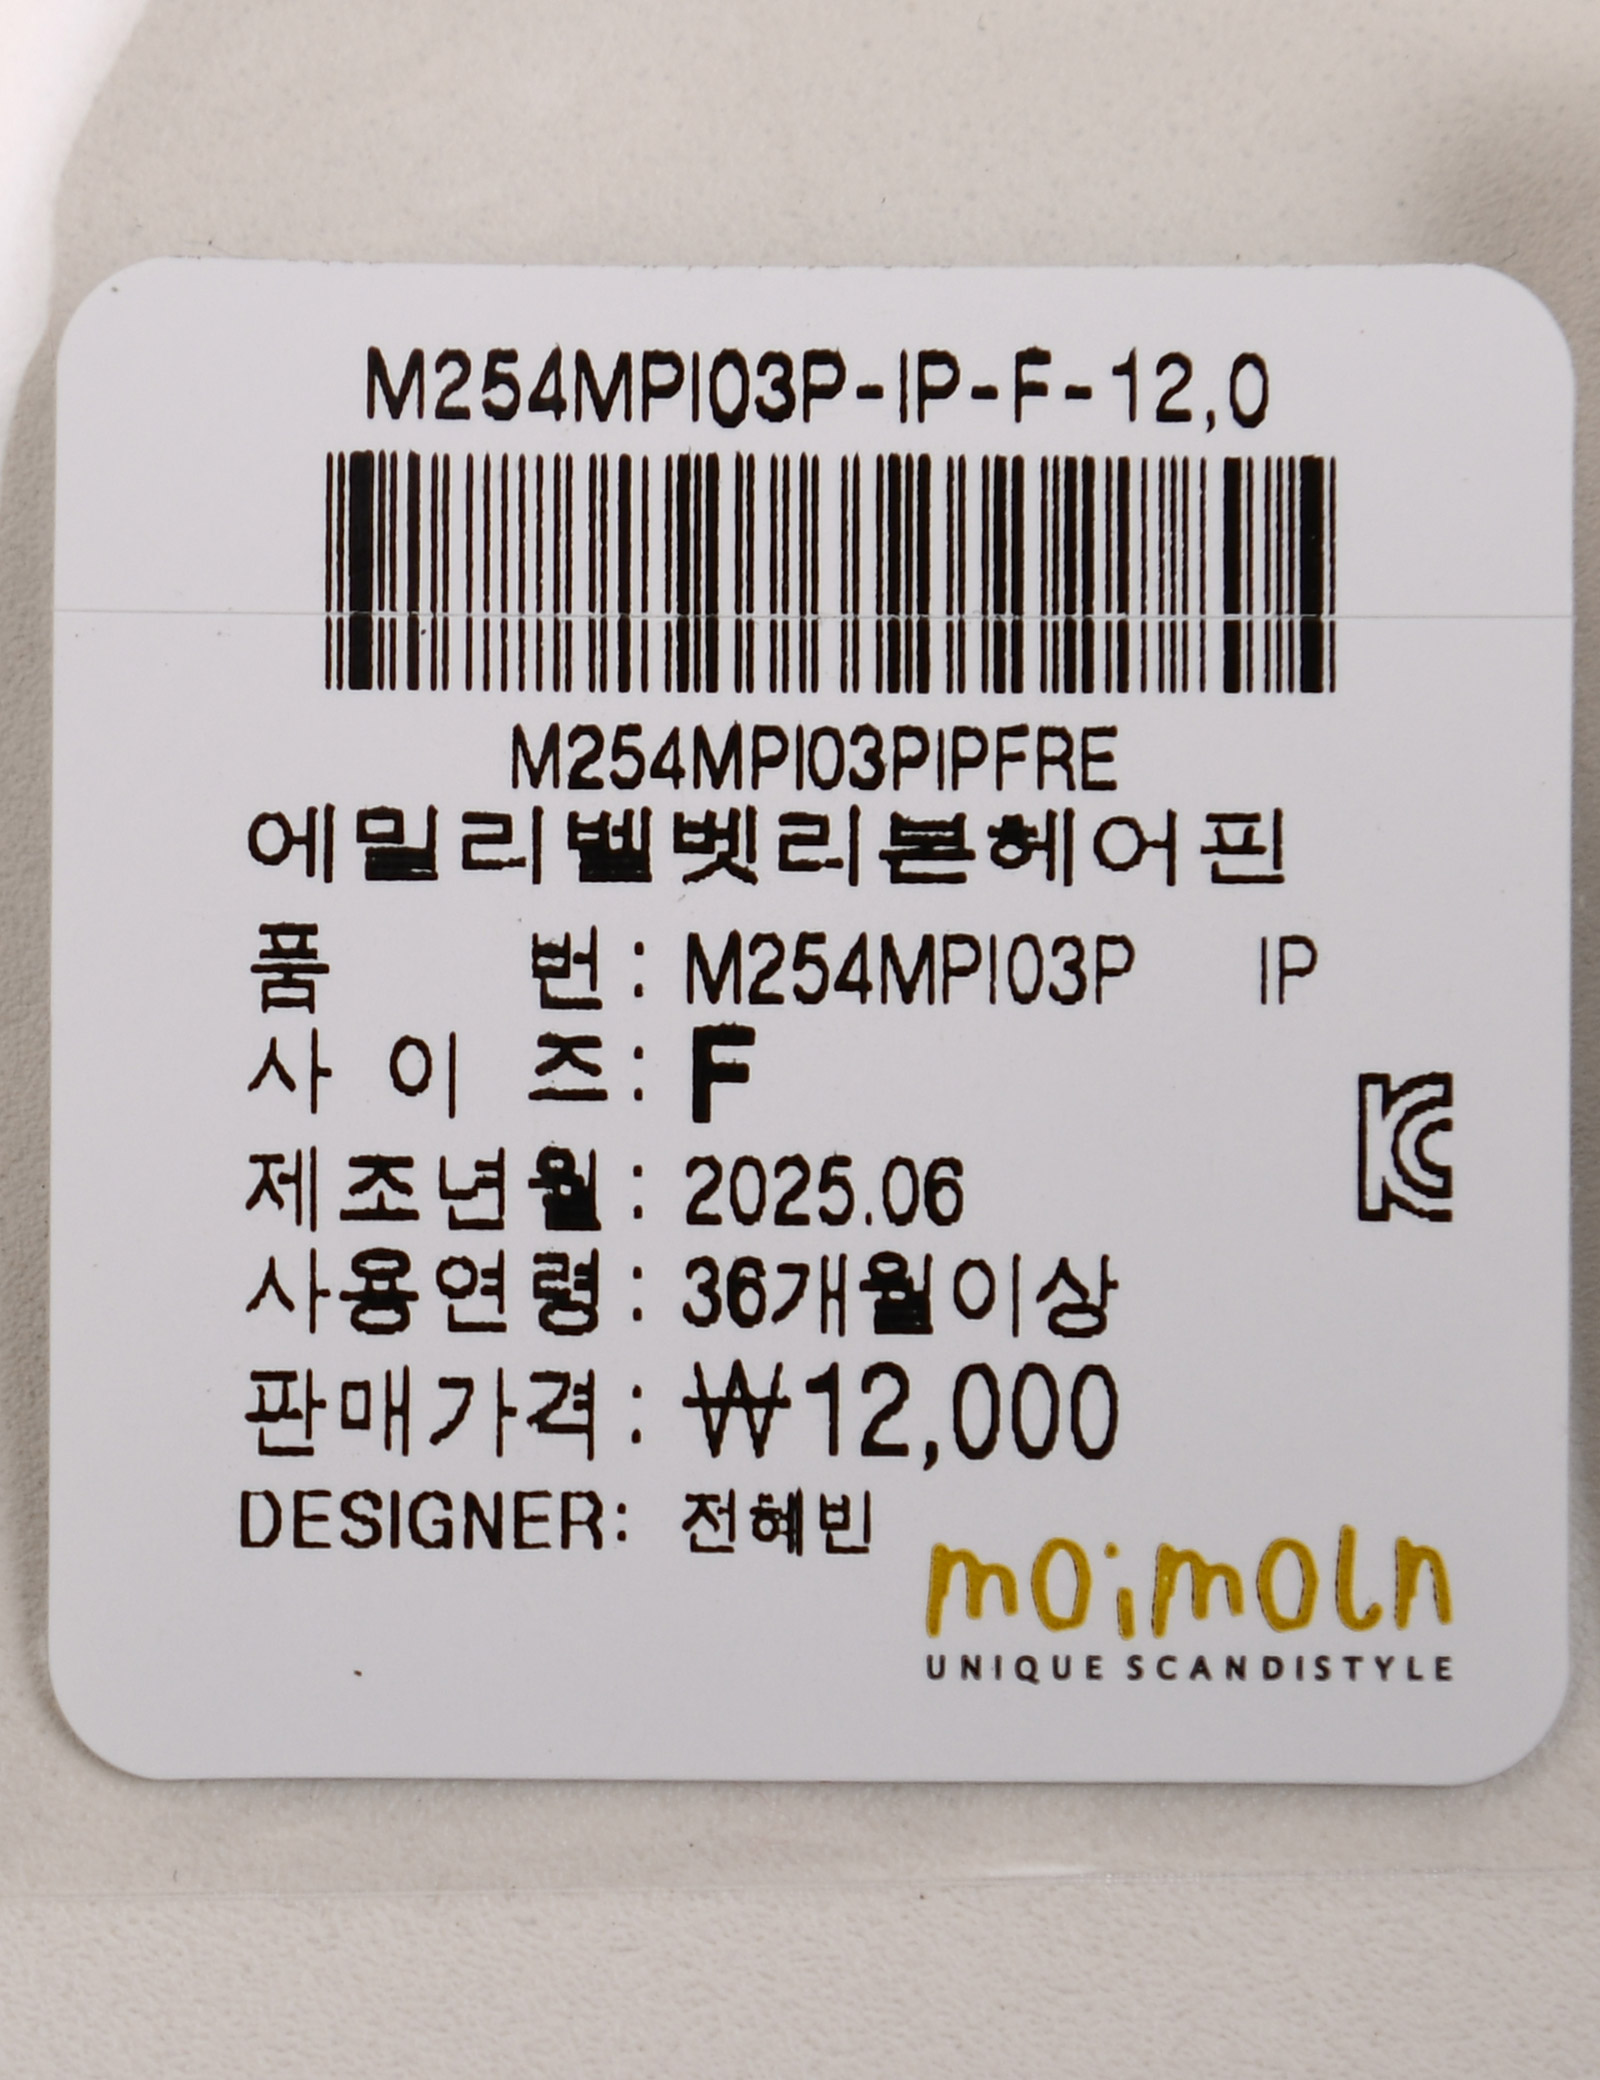 M254MPI03P-IP-F-12,0
M254MPI03PIPFRE
에밀리벨벳리본헤어핀
품 번 : M254MPI03P IP
사 이 즈 : F
제조년월 : 2025.06
사용연령 : 36개월이상
판매가격 : ₩12,000
DESIGNER: 전혜빈
KC
moimoln
UNIQUE SCANDISTYLE